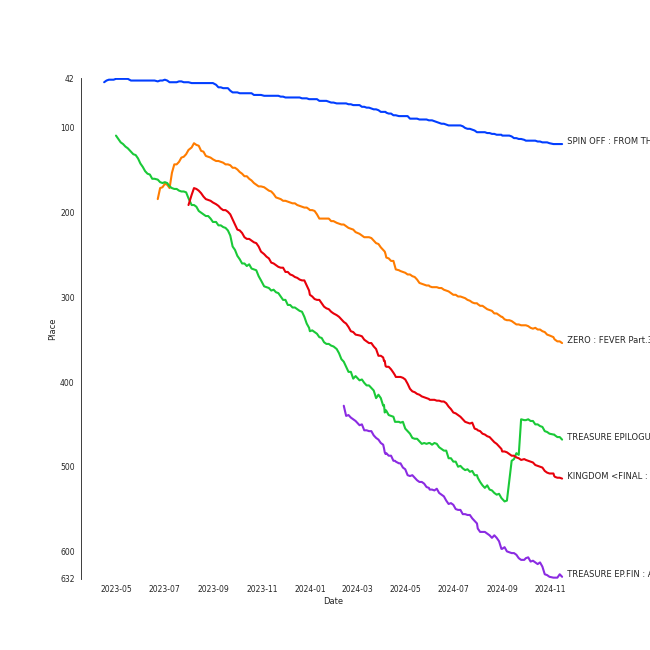 42
100
200
300
400
500
600
632
Place
2023-05 2023-07 2023-09 2023-11 2024-01 2024-03 2024-05 2024-07 2024-09 2024-11
Date
SPIN OFF : FROM TH
ZERO : FEVER Part.3
TREASURE EPILOGU
KINGDOM <FINAL :
TREASURE EP.FIN : A